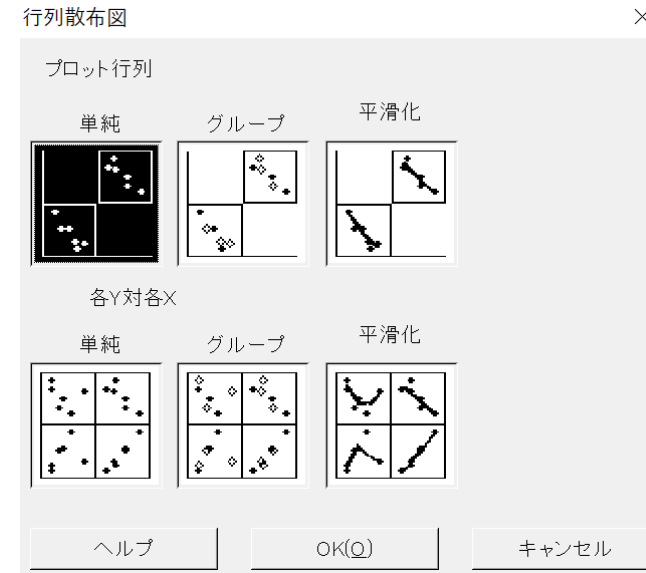 行列散布図
プロット行列
単純 グループ 平滑化
各Y対各X
単純 グループ 平滑化
ヘルプ OK(O) キャンセル